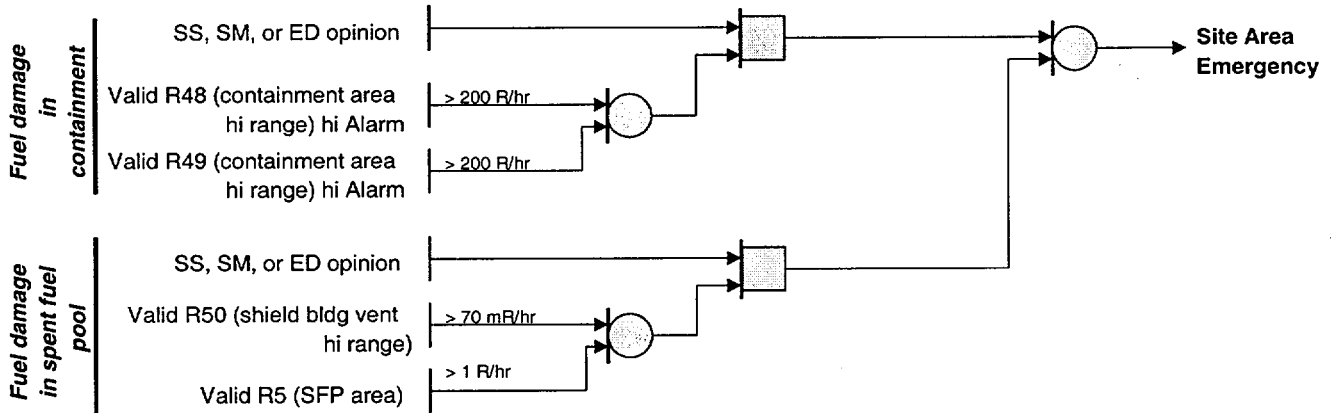 Fuel damage
in
containment
SS, SM, or ED opinion
Valid R48 (containment area
hi range) hi Alarm
> 200 R/hr
Valid R49 (containment area
hi range) hi Alarm
> 200 R/hr
Site Area
Emergency
Fuel damage
in spent fuel
pool
SS, SM, or ED opinion
Valid R50 (shield bldg vent
hi range)
> 70 mR/hr
Valid R5 (SFP area)
> 1 R/hr